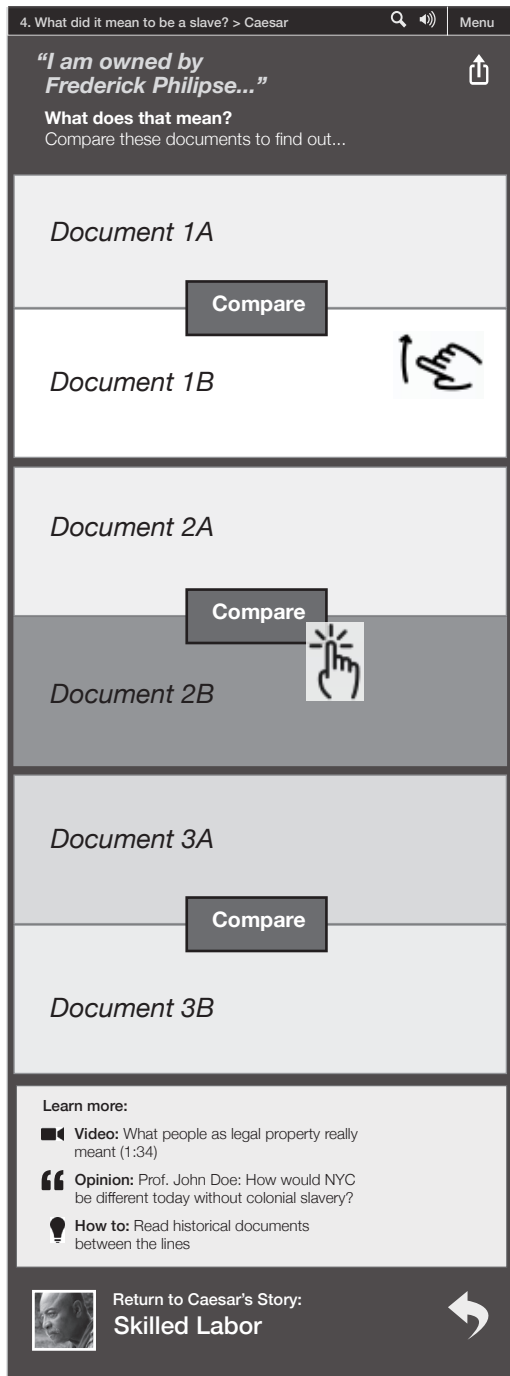 4. What did it mean to be a slave? > Caesar
Menu
“I am owned by
Frederick Philipse...”
What does that mean?
Compare these documents to find out...
Document 1A
Compare
Document 1B
Document 2A
Compare
Document 2B
Document 3A
Compare
Document 3B
Learn more:
Video: What people as legal property really
meant (1:34)
Opinion: Prof. John Doe: How would NYC
be different today without colonial slavery?
How to: Read historical documents
between the lines
Return to Caesar's Story:
Skilled Labor